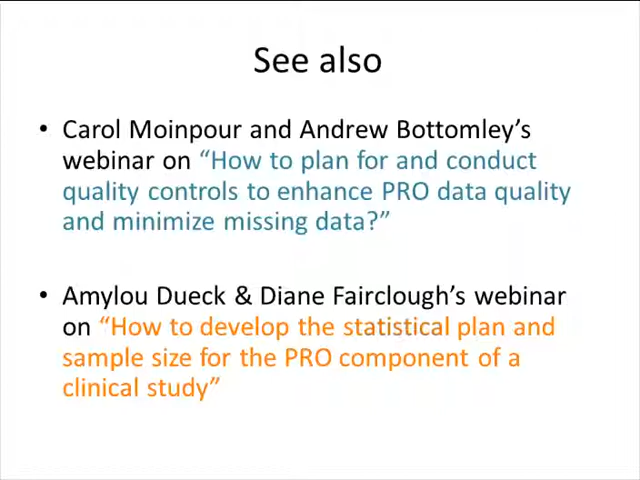 See also
• Carol Moinpour and Andrew Bottomley’s
webinar on “How to plan for and conduct
quality controls to enhance PRO data quality
and minimize missing data?”
• Amylou Dueck & Diane Fairclough’s webinar
on “How to develop the statistical plan and
sample size for the PRO component of a
clinical study”